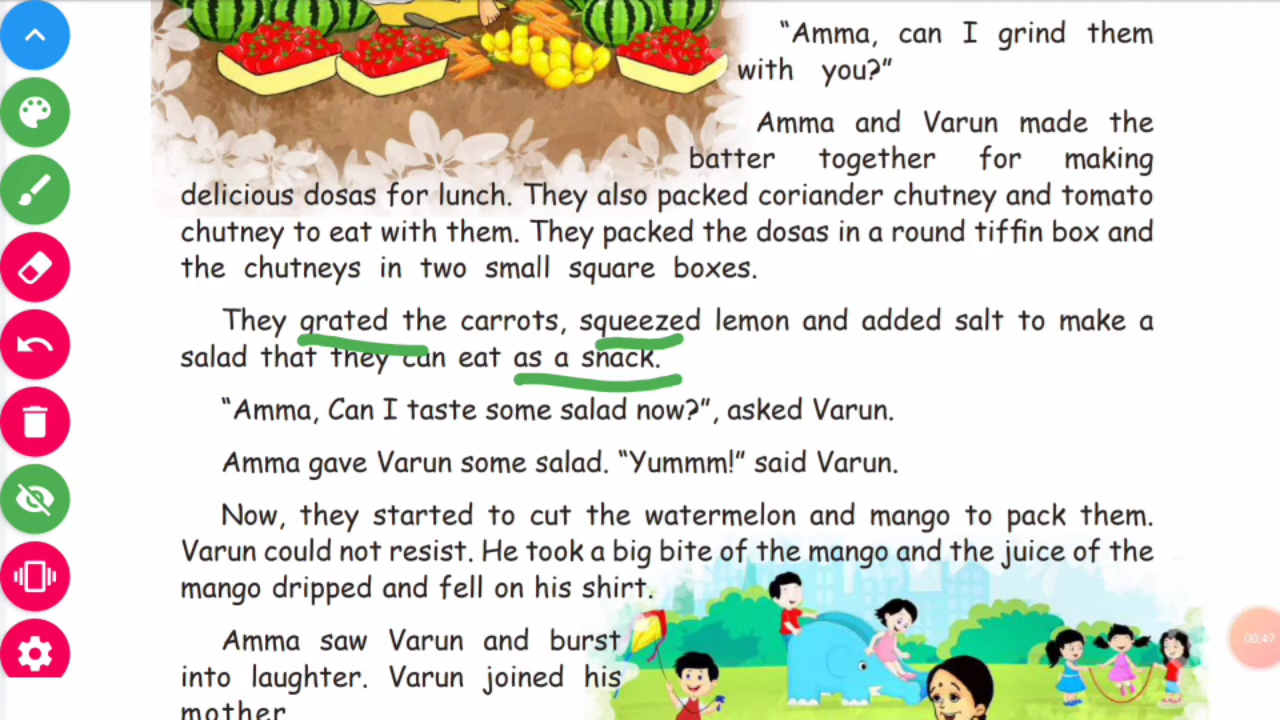 “Amma, can I grind them
with you?”
Amma and Varun made the
batter together for making
delicious dosas for lunch. They also packed coriander chutney and tomato
chutney to eat with them. They packed the dosas in a round tiffin box and
the chutneys in two small square boxes.
They grated the carrots, squeezed lemon and added salt to make a
salad that they can eat as a snack.
“Amma, Can I taste some salad now?”, asked Varun.
Amma gave Varun some salad. “Yummm!” said Varun.
Now, they started to cut the watermelon and mango to pack them.
Varun could not resist. He took a big bite of the mango and the juice of the
mango dripped and fell on his shirt.
Amma saw Varun and burst
into laughter. Varun joined his
mother
00:49